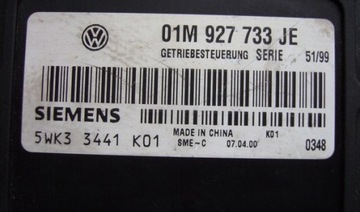 01M 927 733 JE
GETRIEBESTEUERUNG SERIE 51/99
SIEMENS
5WK3 3441 K01
MADE IN CHINA K01
SME-C 07.04.00 0348